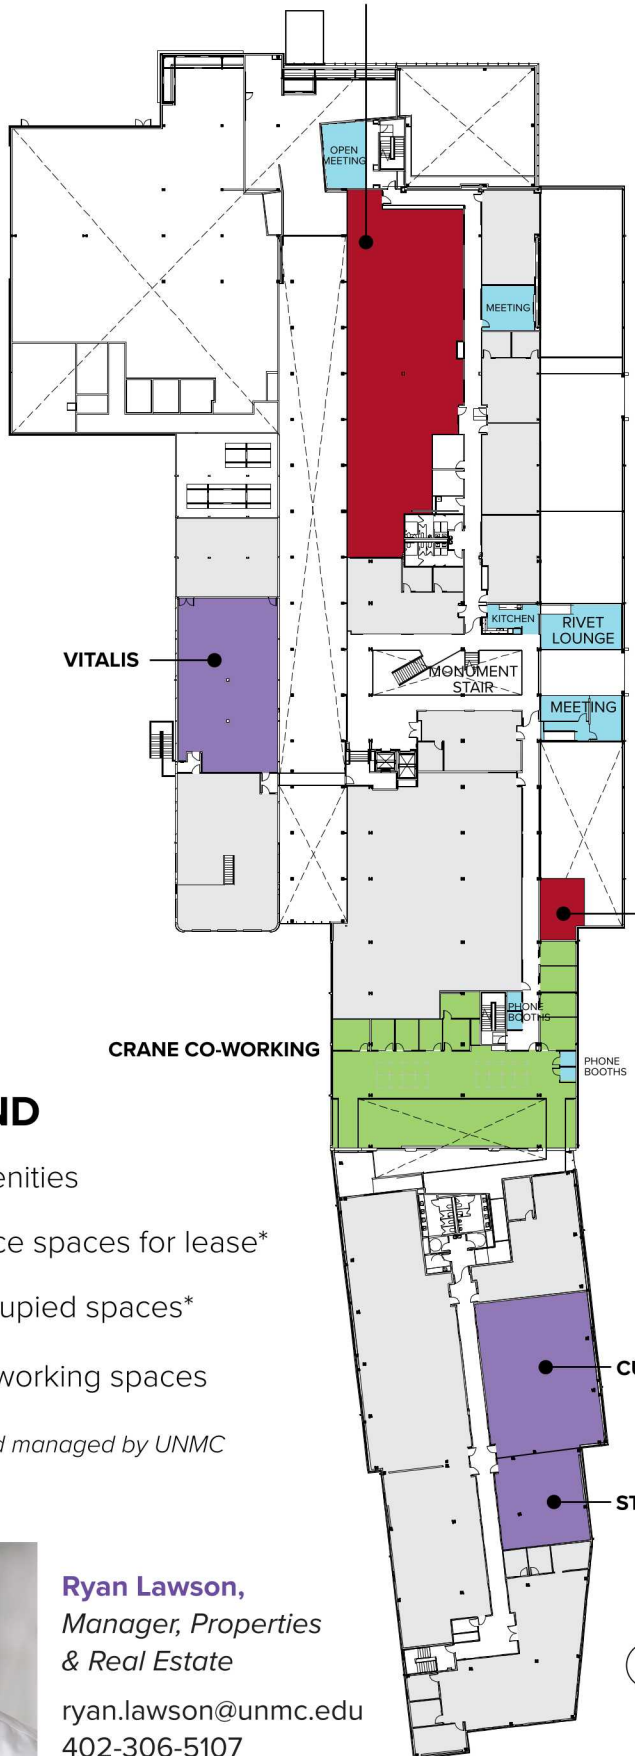 OPEN
MEETING
MEETING
KITCHEN
RIVET
LOUNGE
VITALIS
MONUMENT
STAIR
MEETING
PHONE
BOOTHS
CRANE CO-WORKING
PHONE
BOOTHS
ND
enities
ce spaces for lease*
upied spaces*
working spaces
d managed by UNMC
CU
ST
Ryan Lawson,
Manager, Properties
& Real Estate
ryan.lawson@unmc.edu
402-306-5107